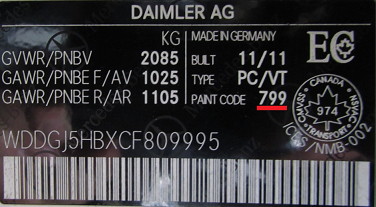 DAIMLER AG
KG MADE IN GERMANY
GVWR/PNBV 2085 BUILT 11/11
GAWR/PNBE F/AV 1025 TYPE PC/VT
GAWR/PNBE R/AR 1105 PAINT CODE 799
EC
CANADA
974
TRANSPORT
ICES/NMB-002
WDDGJ5HBXCF809995